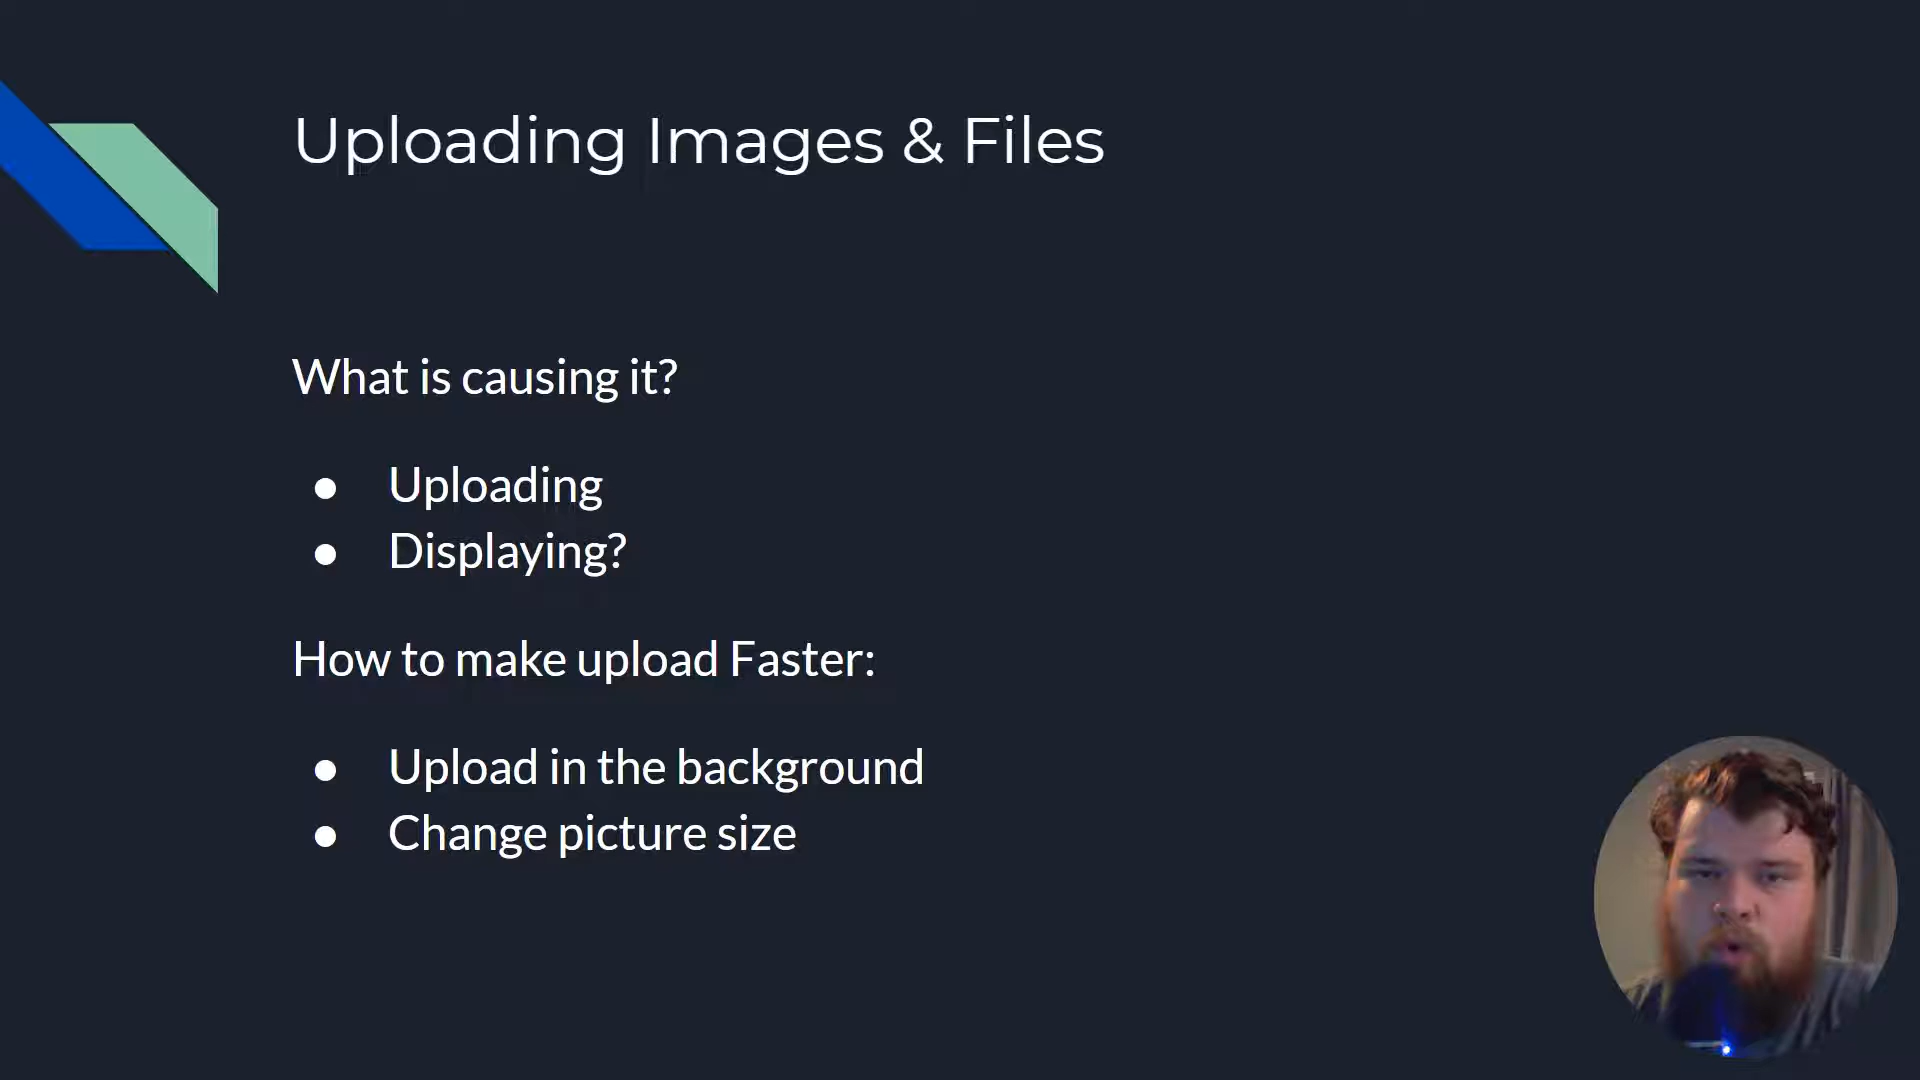 Uploading Images & Files
What is causing it?
● Uploading
● Displaying?
How to make upload Faster:
● Upload in the background
● Change picture size